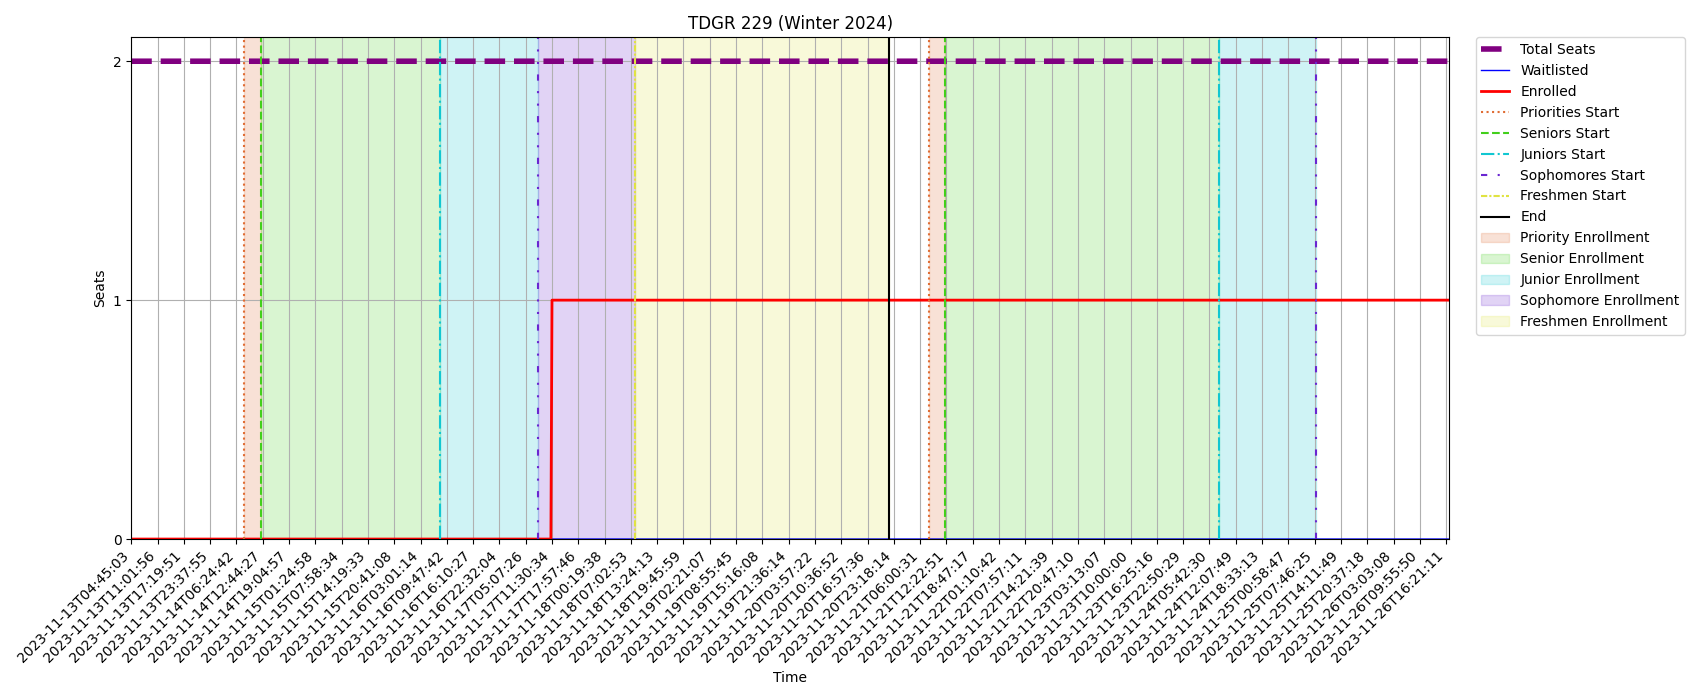 TDGR 229 (Winter 2024)
Seats
2
1
0
2023-11-13T04:45:03
2023-11-13T11:01:56
2023-11-13T17:19:51
2023-11-13T23:37:55
2023-11-14T06:24:42
2023-11-14T12:44:27
2023-11-14T19:04:57
2023-11-15T01:24:58
2023-11-15T07:58:34
2023-11-15T14:19:33
2023-11-15T20:41:08
2023-11-16T03:01:14
2023-11-16T09:47:42
2023-11-16T16:10:27
2023-11-16T22:32:04
2023-11-17T05:07:26
2023-11-17T11:30:34
2023-11-17T17:57:46
2023-11-18T00:19:38
2023-11-18T07:02:53
2023-11-18T13:24:13
2023-11-18T19:45:59
2023-11-19T02:21:07
2023-11-19T08:55:45
2023-11-19T15:16:08
2023-11-19T21:36:14
2023-11-20T03:57:22
2023-11-20T10:36:52
2023-11-20T16:57:36
2023-11-20T23:18:14
2023-11-21T06:00:31
2023-11-21T12:22:51
2023-11-21T18:47:17
2023-11-22T01:10:42
2023-11-22T07:57:11
2023-11-22T14:21:39
2023-11-22T20:47:10
2023-11-23T03:13:07
2023-11-23T10:00:00
2023-11-23T16:25:16
2023-11-23T22:50:29
2023-11-24T05:42:30
2023-11-24T12:07:49
2023-11-24T18:33:13
2023-11-25T00:58:47
2023-11-25T07:46:25
2023-11-25T14:11:49
2023-11-25T20:37:18
2023-11-26T03:03:08
2023-11-26T09:55:50
2023-11-26T16:21:11
Time
Total Seats
Waitlisted
Enrolled
Priorities Start
Seniors Start
Juniors Start
Sophomores Start
Freshmen Start
End
Priority Enrollment
Senior Enrollment
Junior Enrollment
Sophomore Enrollment
Freshmen Enrollment